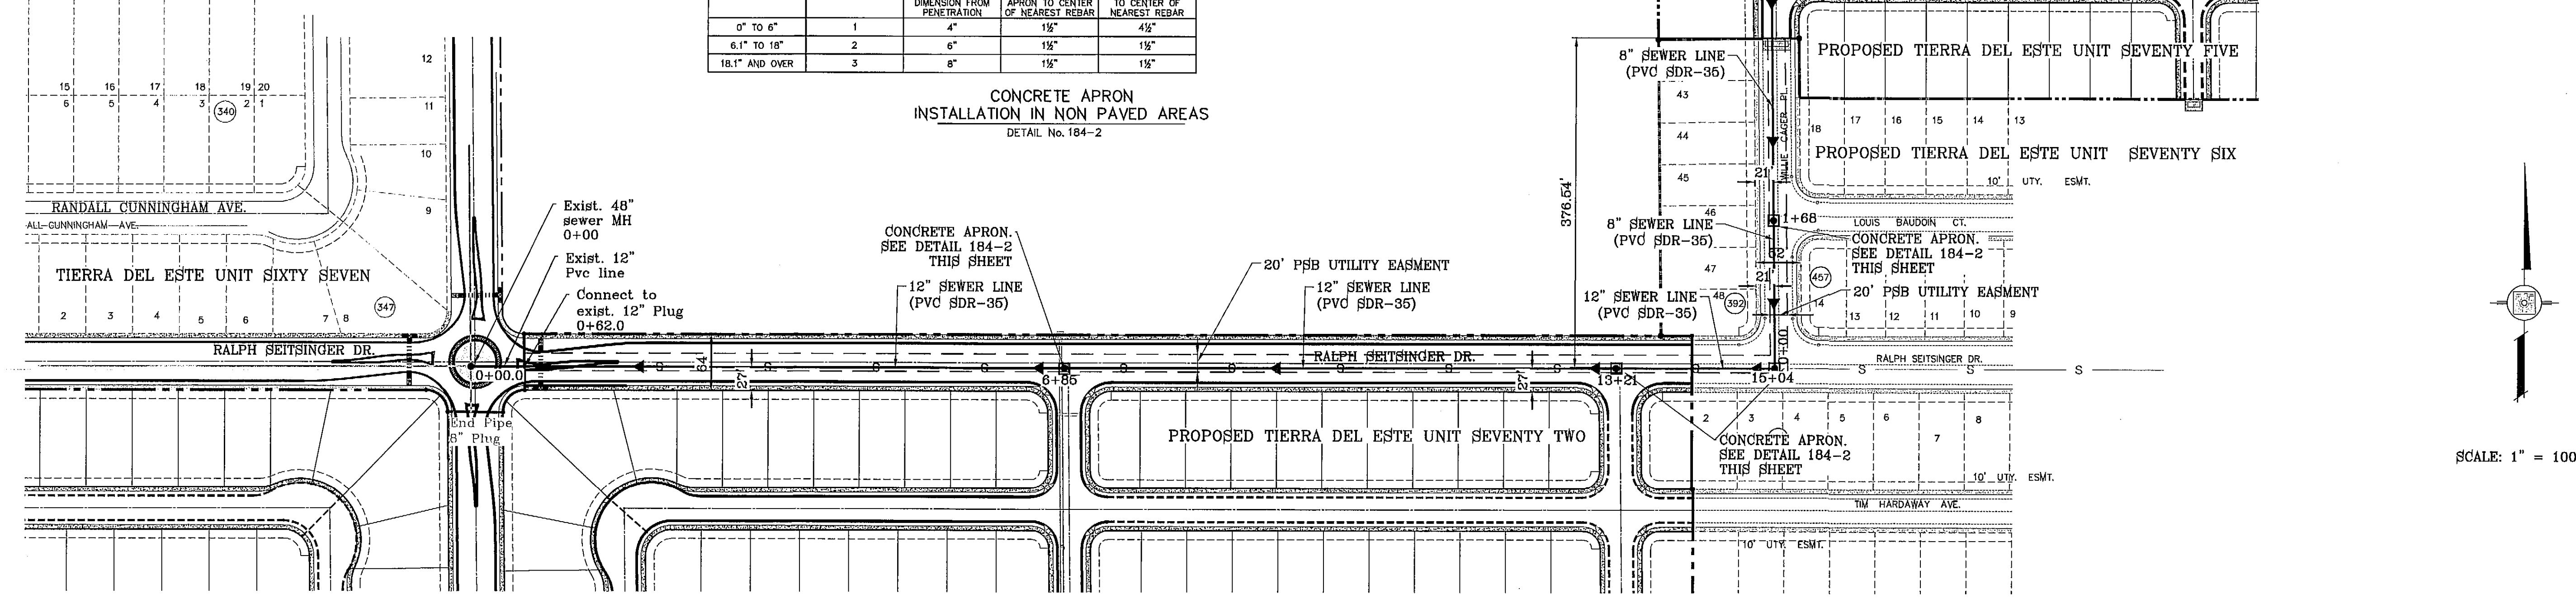 DIMENSION FROM PENETRATION
APRON TO CENTER OF NEAREST REBAR
TO CENTER OF NEAREST REBAR
0" TO 6" 1 4" 1½" 4½"
6.1" TO 18" 2 6" 1½" 1½"
18.1" AND OVER 3 8" 1½" 1½"
CONCRETE APRON
INSTALLATION IN NON PAVED AREAS
DETAIL No. 184-2
15 16 17 18 19 20
6 5 4 3 2 1
340
12
11
10
9
RANDALL CUNNINGHAM AVE.
ALL CUNNINGHAM AVE.
TIERRA DEL ESTE UNIT SIXTY SEVEN
347
2 3 4 5 6 7 8
RALPH SEITSINGER DR.
Exist. 48"
sewer MH
0+00
Exist. 12"
Pvc line
Connect to
exist. 12" Plug
0+62.0
0+00.0
End Pipe
8" Plug
64
27'
CONCRETE APRON.
SEE DETAIL 184-2
THIS SHEET
12" SEWER LINE
(PVC SDR-35)
6+85
20' PSB UTILITY EASMENT
12" SEWER LINE
(PVC SDR-35)
RALPH SEITSINGER DR.
S S S S S S S S
27'
13+21
15+04
0+00
PROPOSED TIERRA DEL ESTE UNIT SEVENTY TWO
376.54'
8" SEWER LINE
(PVC SDR-35)
43
44
45
46
47
48
392
21'
WILLIE CAGER PL.
8" SEWER LINE
(PVC SDR-35)
12" SEWER LINE
(PVC SDR-35)
1+68
52'
21'
PROPOSED TIERRA DEL ESTE UNIT SEVENTY FIVE
18 17 16 15 14 13
PROPOSED TIERRA DEL ESTE UNIT SEVENTY SIX
10' UTY. ESMT.
LOUIS BAUDOIN CT.
CONCRETE APRON.
SEE DETAIL 184-2
THIS SHEET
457
20' PSB UTILITY EASMENT
14
13 12 11 10 9
RALPH SEITSINGER DR.
S S S
2 3 4 5 6 7 8
CONCRETE APRON.
SEE DETAIL 184-2
THIS SHEET
10' UTY. ESMT.
TIM HARDAWAY AVE.
10' UTY. ESMT.
SCALE: 1" = 100